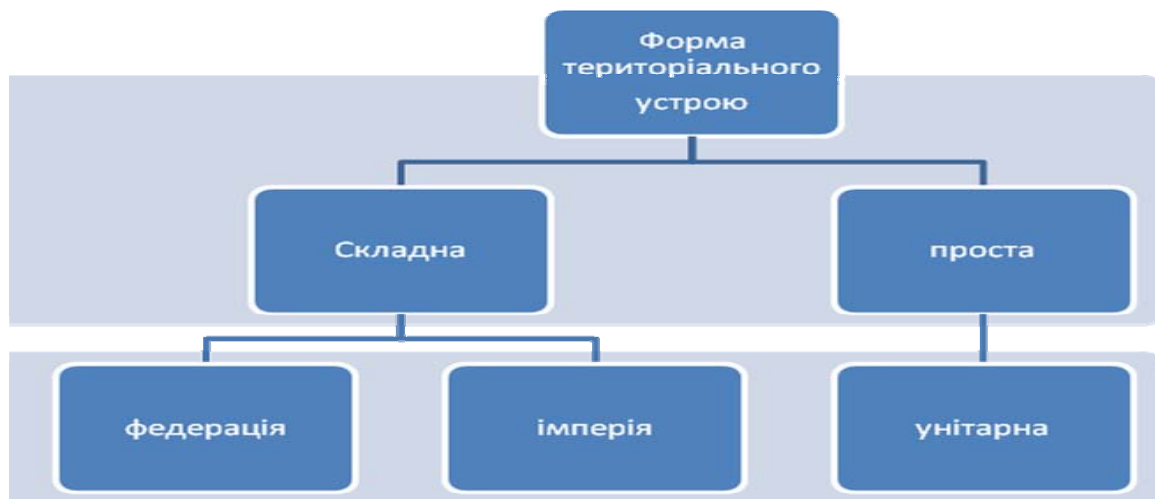 Форма
територіального
устрою
Складна
проста
федерація
імперія
унітарна